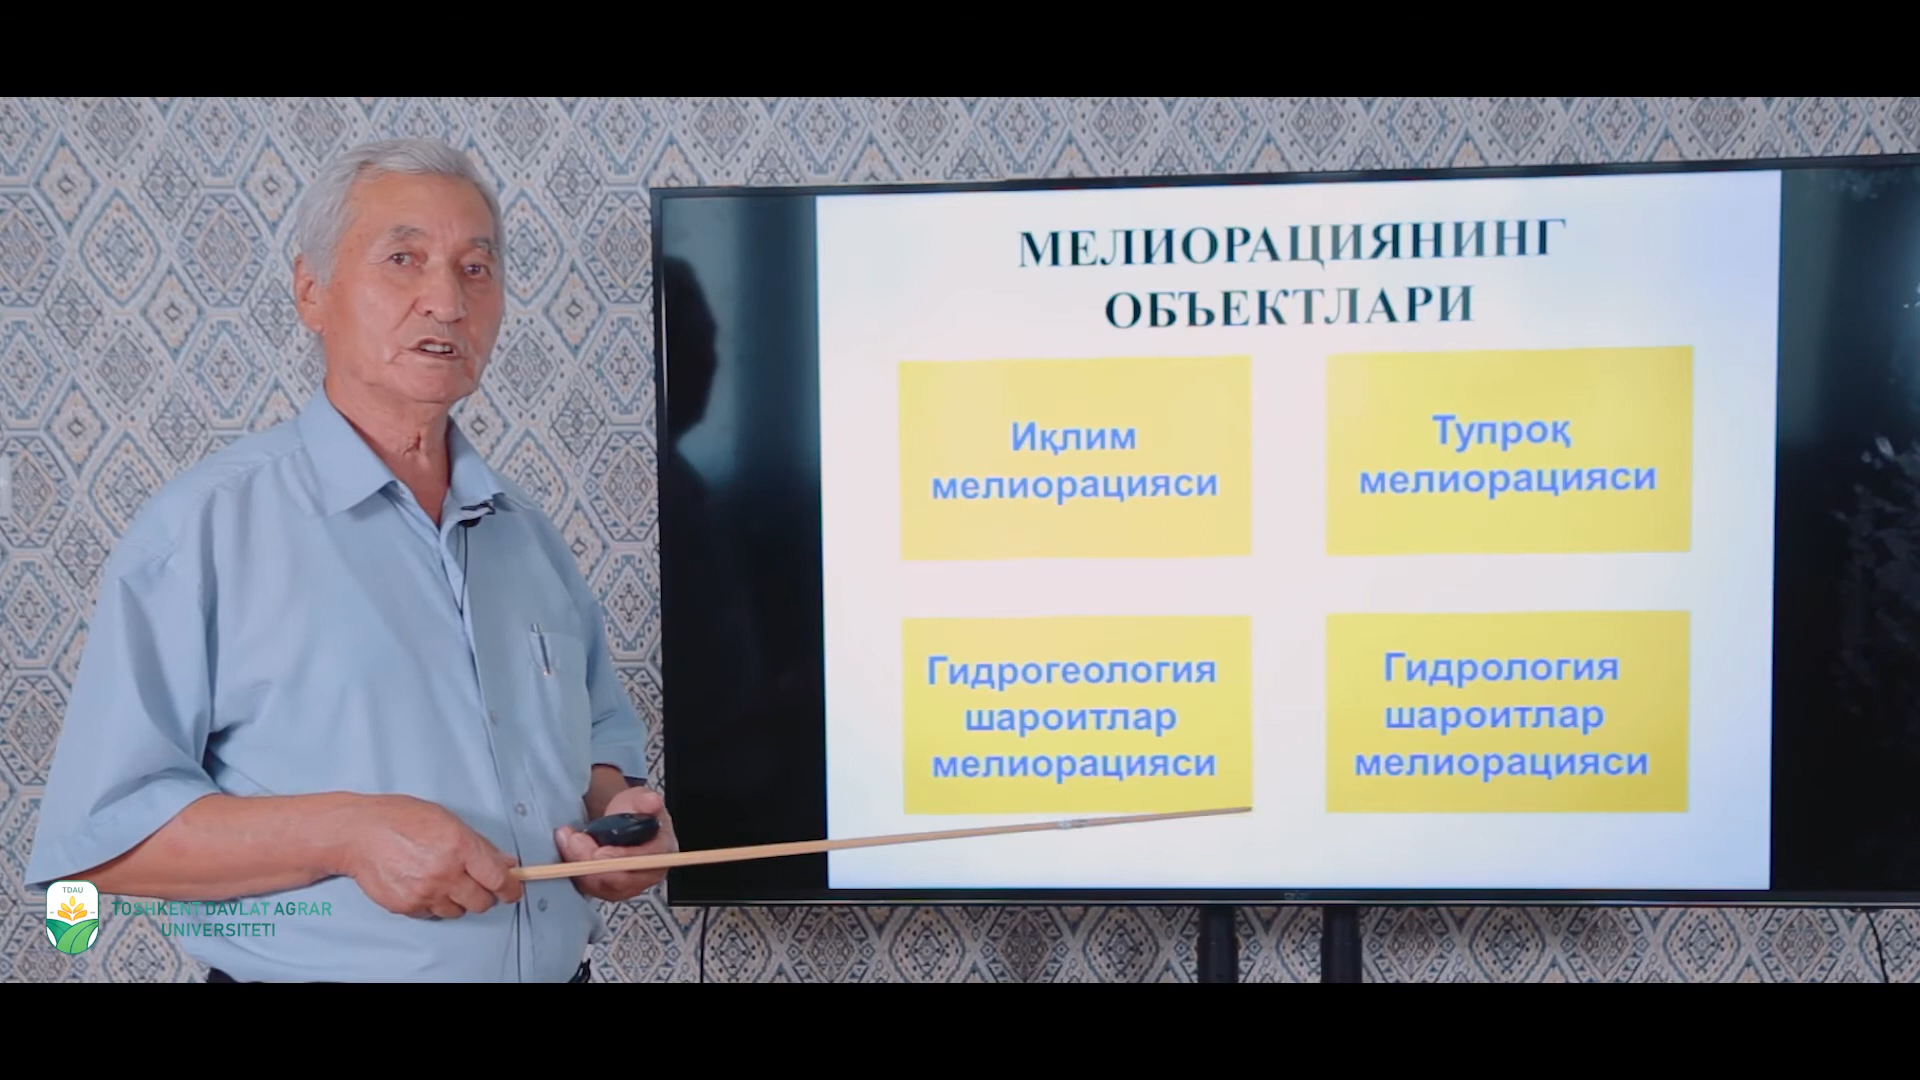 МЕЛИОРАЦИЯНИНГ
ОБЪЕКТЛАРИ
Иқлим
мелиорацияси
Тупроқ
мелиорацияси
Гидрогеология
шароитлар
мелиорацияси
Гидрология
шароитлар
мелиорацияси
TDAU
TOSHKENT DAVLAT AGRAR
UNIVERSITETI